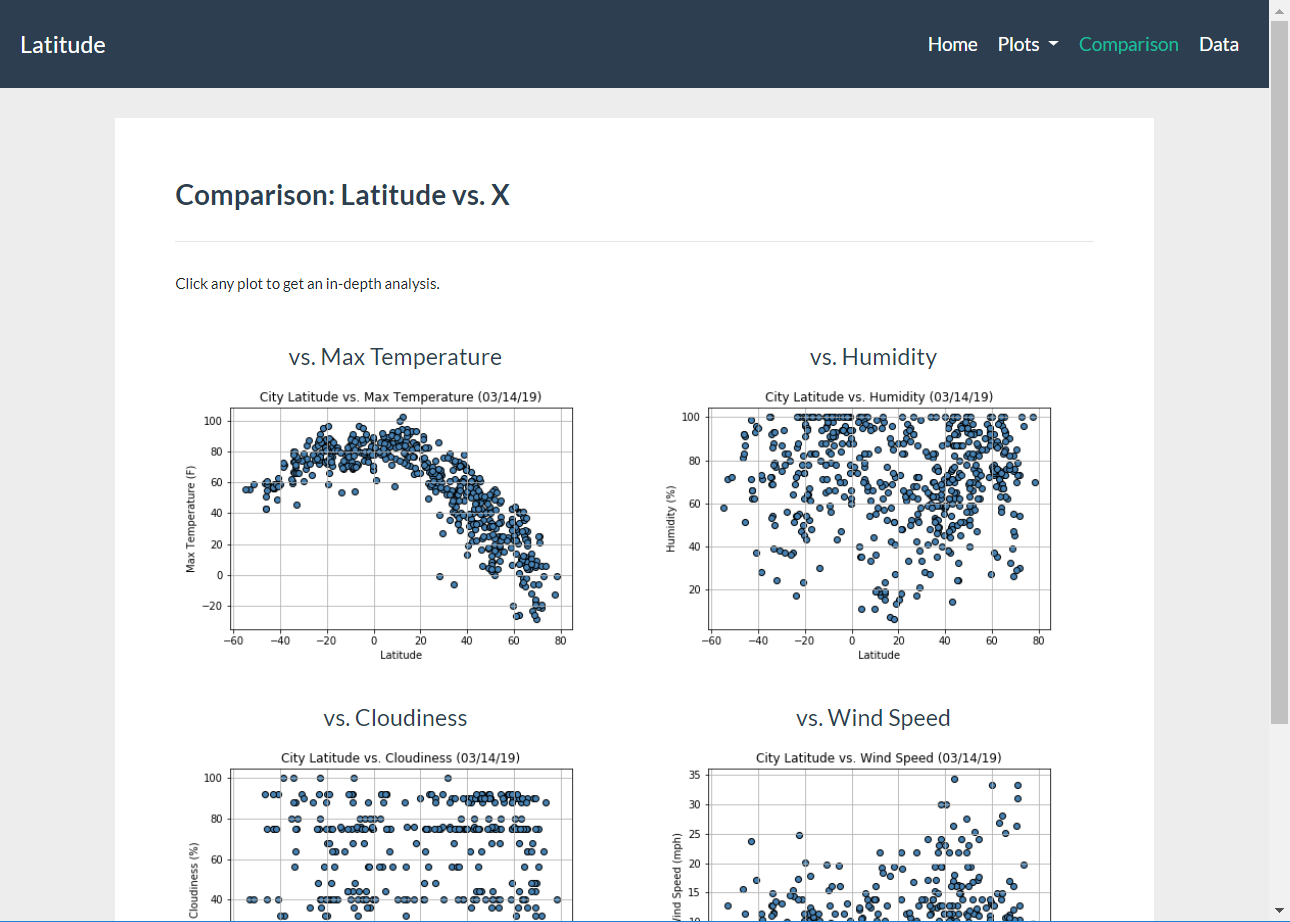 Latitude
Home Plots Comparison Data
Comparison: Latitude vs. X
Click any plot to get an in-depth analysis.
vs. Max Temperature
City Latitude vs. Max Temperature (03/14/19)
Max Temperature (F)
100
80
60
40
20
0
−20
−60 −40 −20 0 20 40 60 80
Latitude
vs. Humidity
City Latitude vs. Humidity (03/14/19)
Humidity (%)
100
80
60
40
20
−60 −40 −20 0 20 40 60 80
Latitude
vs. Cloudiness
City Latitude vs. Cloudiness (03/14/19)
Cloudiness (%)
100
80
60
40
vs. Wind Speed
City Latitude vs. Wind Speed (03/14/19)
Wind Speed (mph)
35
30
25
20
15